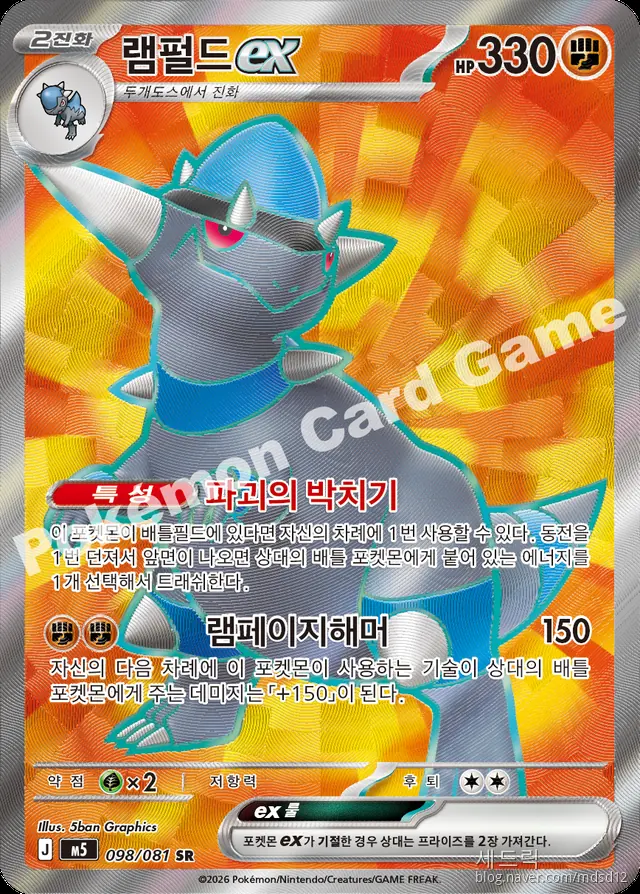 2진화 램펄드ex HP330
두개도스에서 진화
Pokémon Card Game
특성 파괴의 박치기
이 포켓몬이 배틀필드에 있다면 자신의 차례에 1번 사용할 수 있다. 동전을
1번 던져서 앞면이 나오면 상대의 배틀 포켓몬에게 붙어 있는 에너지를
1개 선택해서 트래쉬한다.
램페이지해머 150
자신의 다음 차례에 이 포켓몬이 사용하는 기술이 상대의 배틀
포켓몬에게 주는 데미지는 「+150」이 된다.
약점 ×2 저항력 후퇴
ex 룰
포켓몬 ex가 기절한 경우 상대는 프라이즈를 2장 가져간다.
Illus. 5ban Graphics
J m5 098/081 SR
©2026 Pokémon/Nintendo/Creatures/GAME FREAK.
세드릭
blog.naver.com/mdsd12